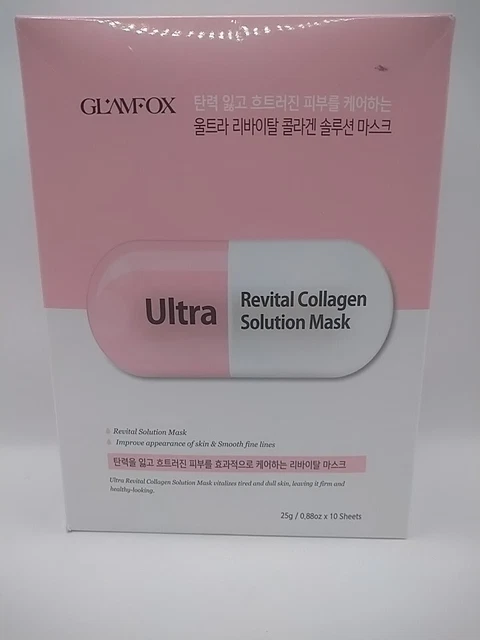 GLAMFOX
탄력 잃고 흐트러진 피부를 케어하는
울트라 리바이탈 콜라겐 솔루션 마스크
Ultra
Revital Collagen
Solution Mask
Revital Solution Mask
Improve appearance of skin & Smooth fine lines
탄력을 잃고 흐트러진 피부를 효과적으로 케어하는 리바이탈 마스크
Ultra Revital Collagen Solution Mask vitalizes tired and dull skin, leaving it firm and
healthy-looking.
25g / 0,88oz x 10 Sheets